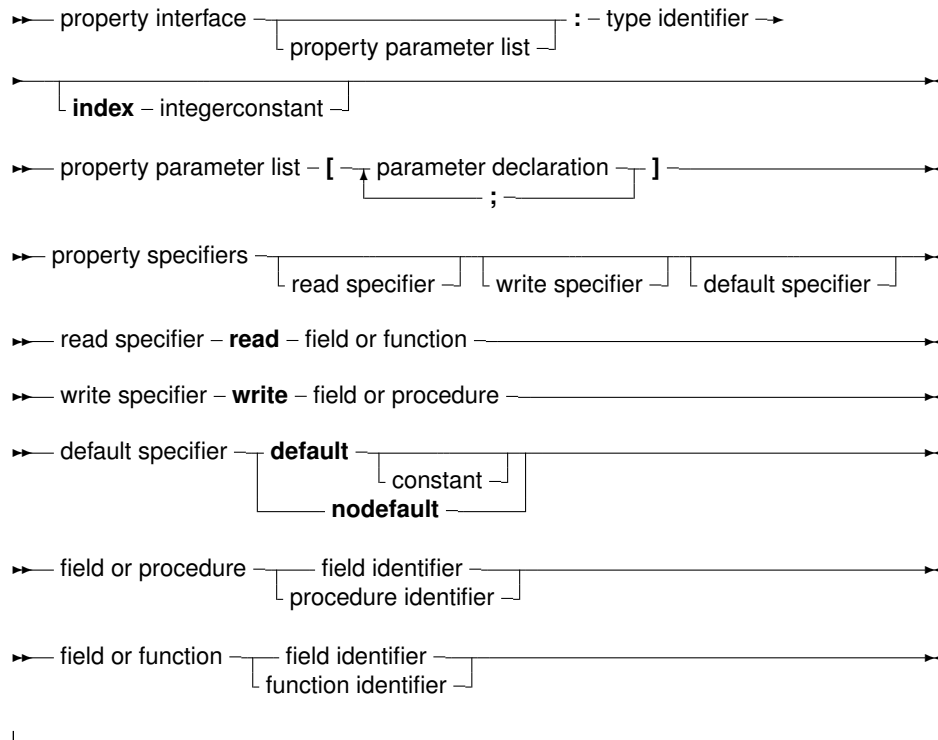 property interface : type identifier
property parameter list
index integerconstant
property parameter list [ parameter declaration ]
;
property specifiers
read specifier write specifier default specifier
read specifier read field or function
write specifier write field or procedure
default specifier default
constant
nodefault
field or procedure field identifier
procedure identifier
field or function field identifier
function identifier